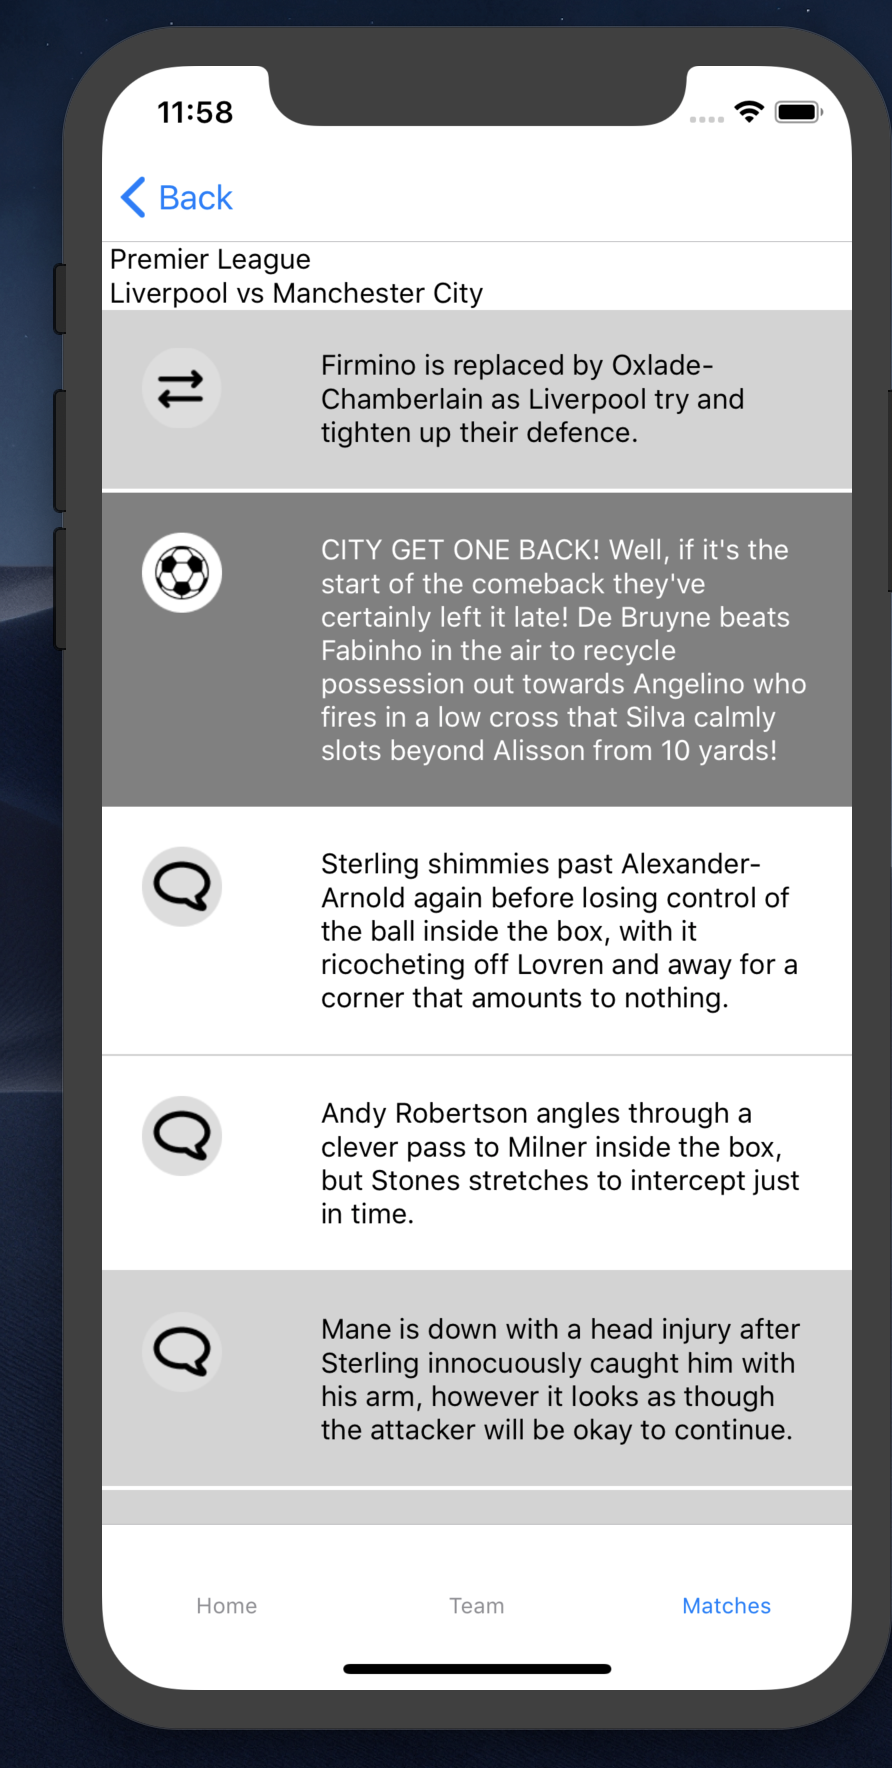 11:58
Back
Premier League
Liverpool vs Manchester City
Firmino is replaced by Oxlade-
Chamberlain as Liverpool try and
tighten up their defence.
CITY GET ONE BACK! Well, if it's the
start of the comeback they've
certainly left it late! De Bruyne beats
Fabinho in the air to recycle
possession out towards Angelino who
fires in a low cross that Silva calmly
slots beyond Alisson from 10 yards!
Sterling shimmies past Alexander-
Arnold again before losing control of
the ball inside the box, with it
ricocheting off Lovren and away for a
corner that amounts to nothing.
Andy Robertson angles through a
clever pass to Milner inside the box,
but Stones stretches to intercept just
in time.
Mane is down with a head injury after
Sterling innocuously caught him with
his arm, however it looks as though
the attacker will be okay to continue.
Home Team Matches